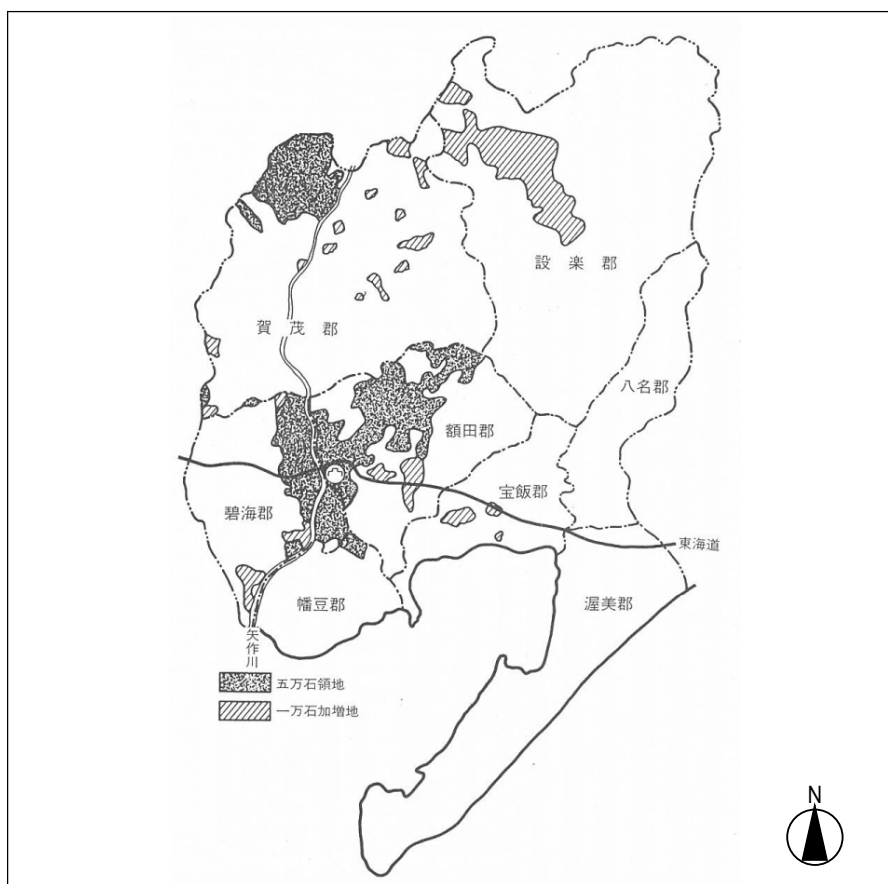 設楽郡
賀茂郡
八名郡
額田郡
宝飯郡
碧海郡
東海道
幡豆郡
渥美郡
矢作川
五万石領地
一万石加増地
N